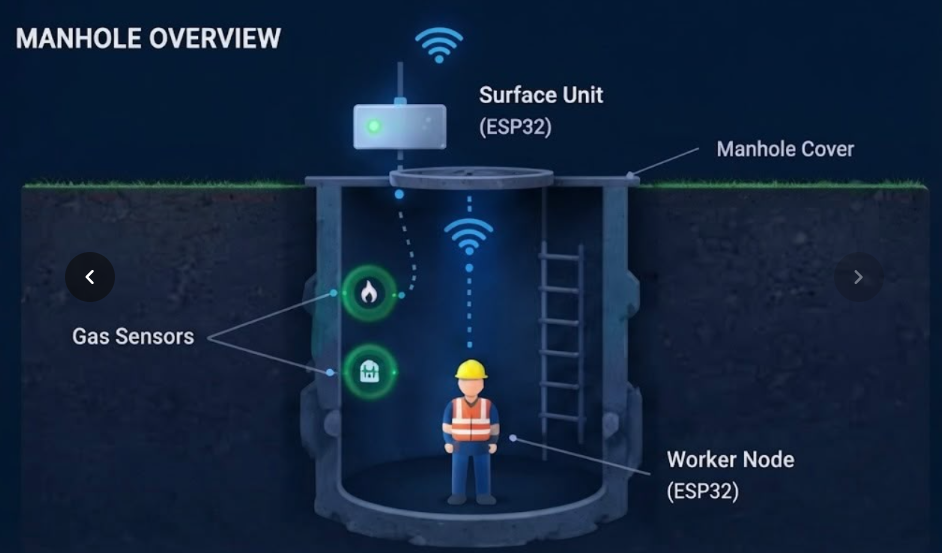 MANHOLE OVERVIEW
Surface Unit
(ESP32)
Manhole Cover
Gas Sensors
Worker Node
(ESP32)